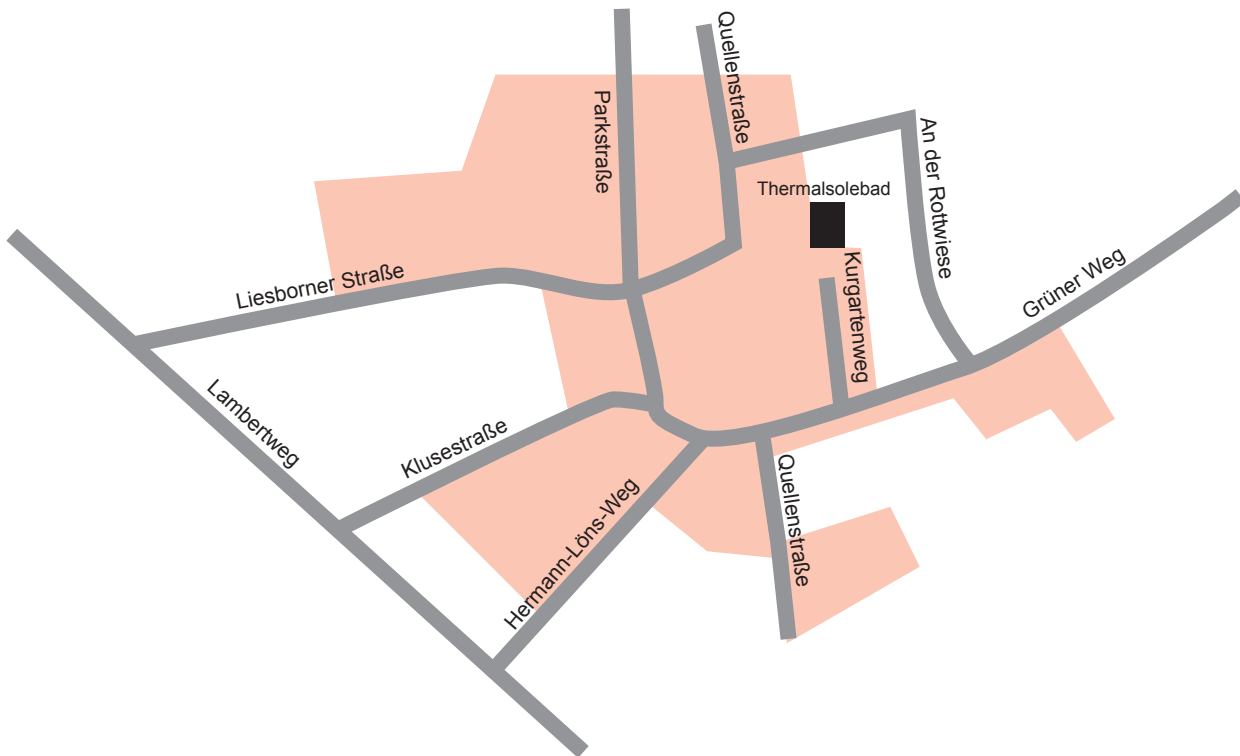 Quellenstraße
Parkstraße
An der Rottwiese
Thermalsolebad
Kurgartenweg
Grüner Weg
Liesborner Straße
Lambertweg
Klusestraße
Hermann-Löns-Weg
Quellenstraße